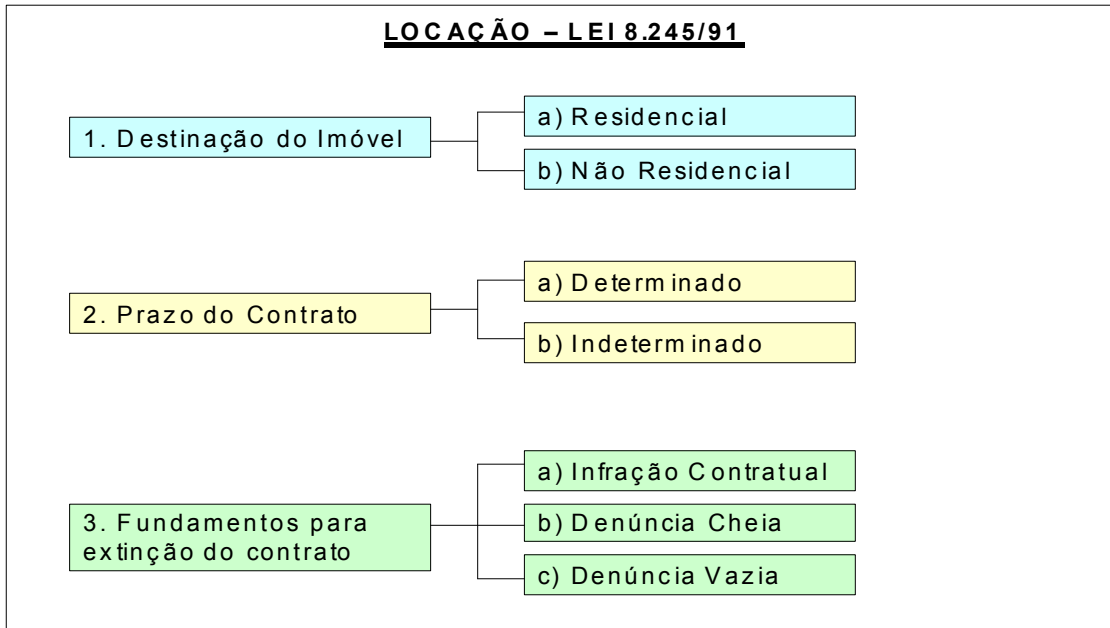 LOCAÇÃO – LEI 8.245/91
1. Destinação do Imóvel
a) Residencial
b) Não Residencial
2. Prazo do Contrato
a) Determinado
b) Indeterminado
3. Fundamentos para
extinção do contrato
a) Infração Contratual
b) Denúncia Cheia
c) Denúncia Vazia